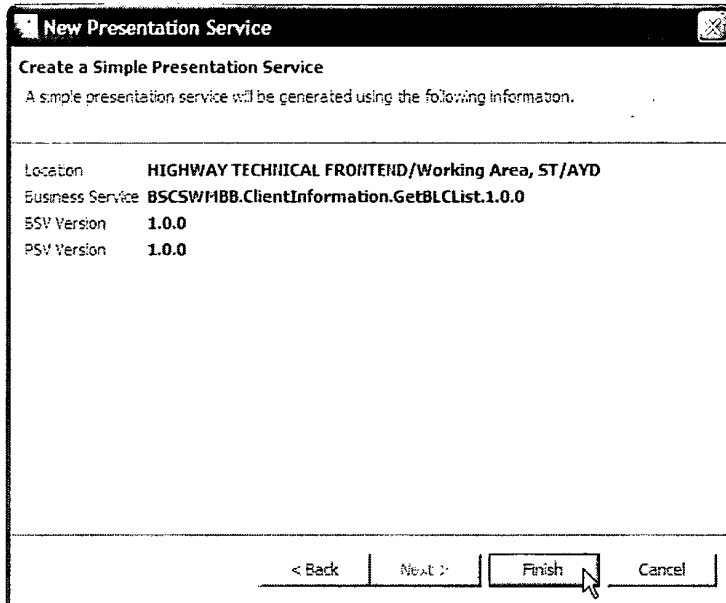 New Presentation Service
Create a Simple Presentation Service
A simple presentation service will be generated using the following information.
Location HIGHWAY TECHNICAL FRONTEND/Working Area, ST/AYD
Business Service BSCSWMBB.ClientInformation.GetBLCList.1.0.0
BSV Version 1.0.0
PSV Version 1.0.0
< Back Next > Finish Cancel